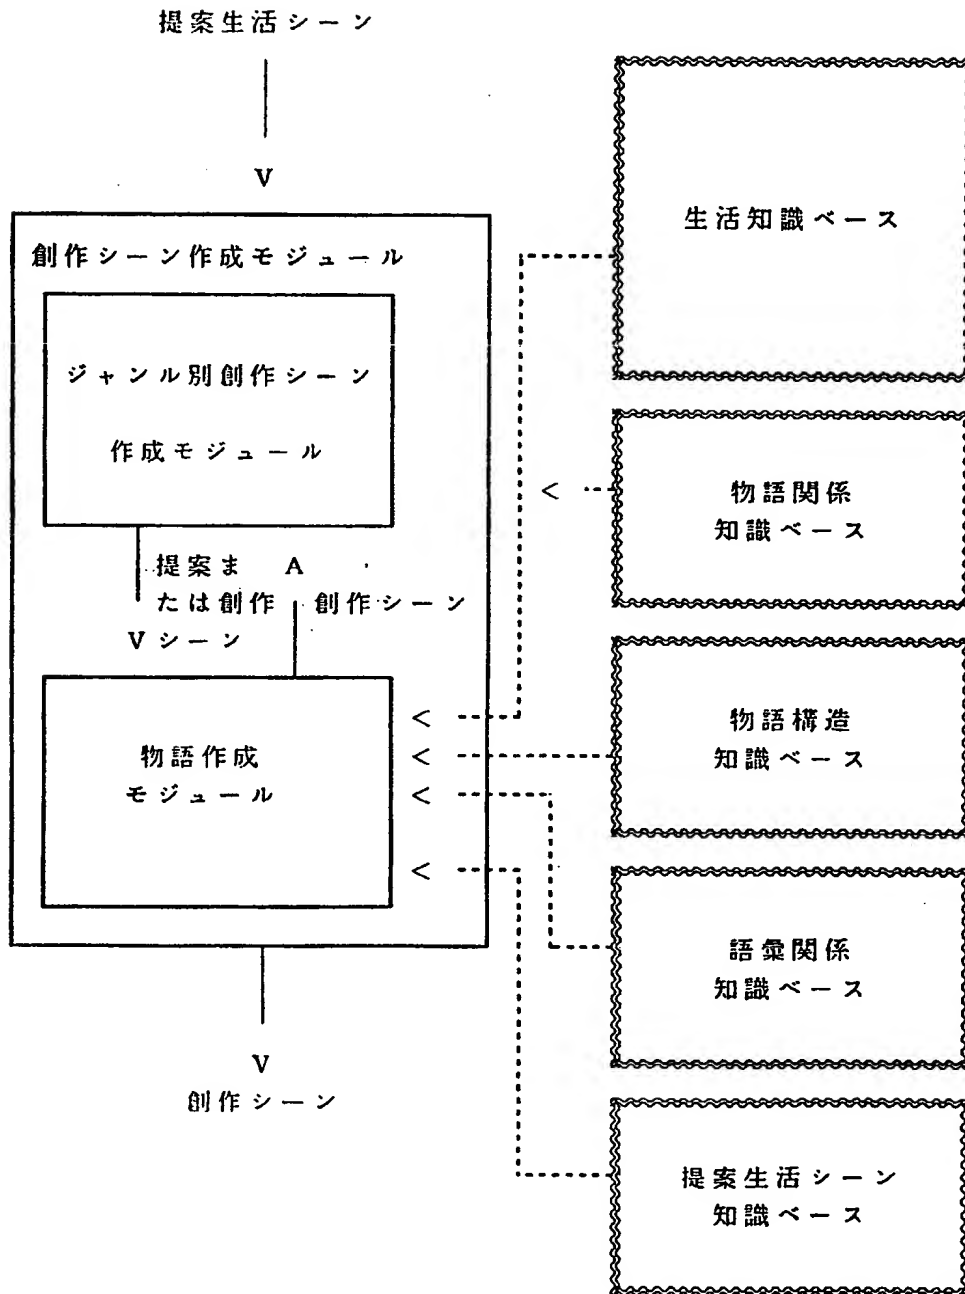 提案生活シーン
V
創作シーン作成モジュール
ジャンル別創作シーン
作成モジュール
提案ま A
たは創作 創作シーン
Vシーン
物語作成
モジュール
<
<
<
<
V
創作シーン
生活知識ベース
<
物語関係
知識ベース
物語構造
知識ベース
語彙関係
知識ベース
提案生活シーン
知識ベース